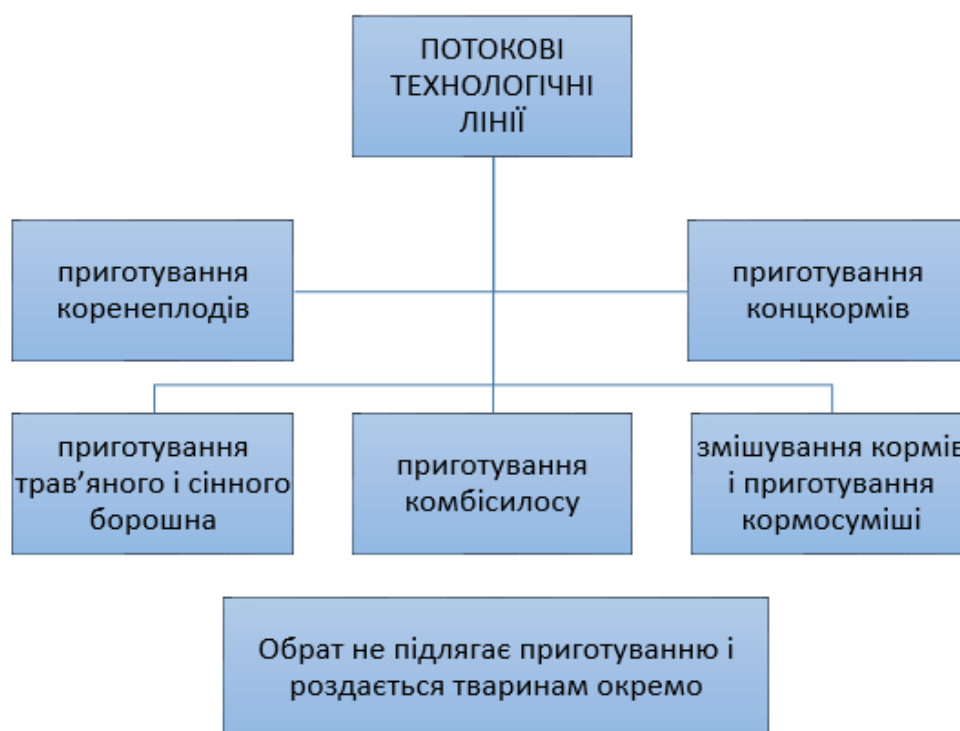 ПОТОКОВІ
ТЕХНОЛОГІЧНІ
ЛІНІЇ
приготування
коренеплодів
приготування
концкормів
приготування
трав’яного і сінного
борошна
приготування
комбісилосу
змішування кормів
і приготування
кормосуміші
Обрат не підлягає приготуванню і
роздається тваринам окремо